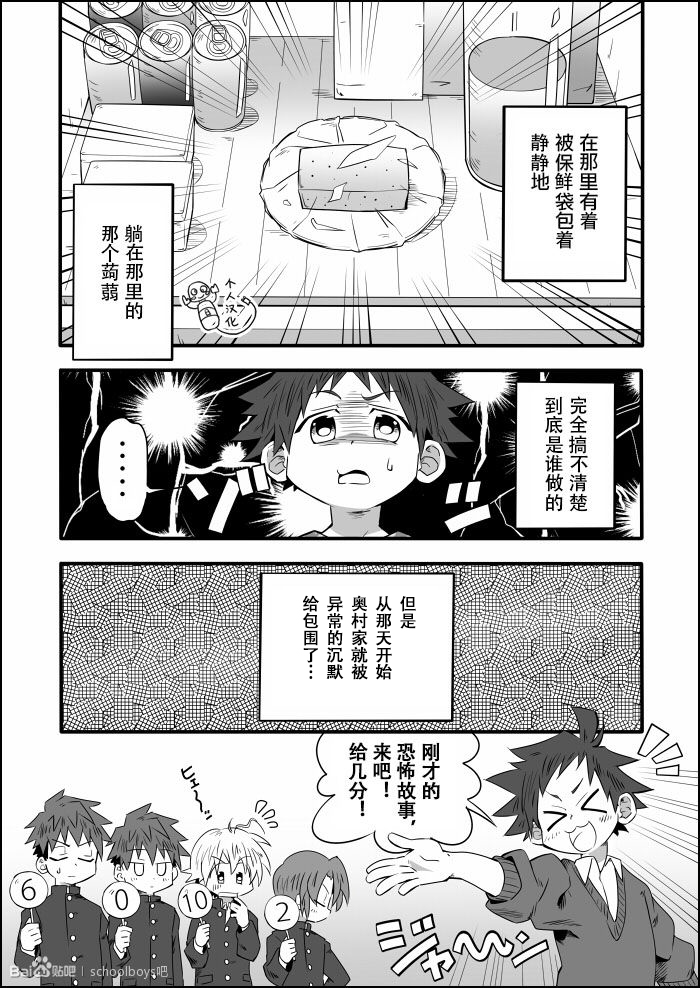 在那里有着
被保鲜袋包着
静静地
躺在那里的
那个蒟蒻
个人汉化
完全搞不清楚
到底是谁做的
·····
バーン
但是
从那天开始
奥村家就被
异常的沉默
给包围了…
刚才的
恐怖故事,
来吧!
给几分!
ヒェ~…
6
0
10
2
ジャ~ン
Bai贴吧 | schoolboys吧